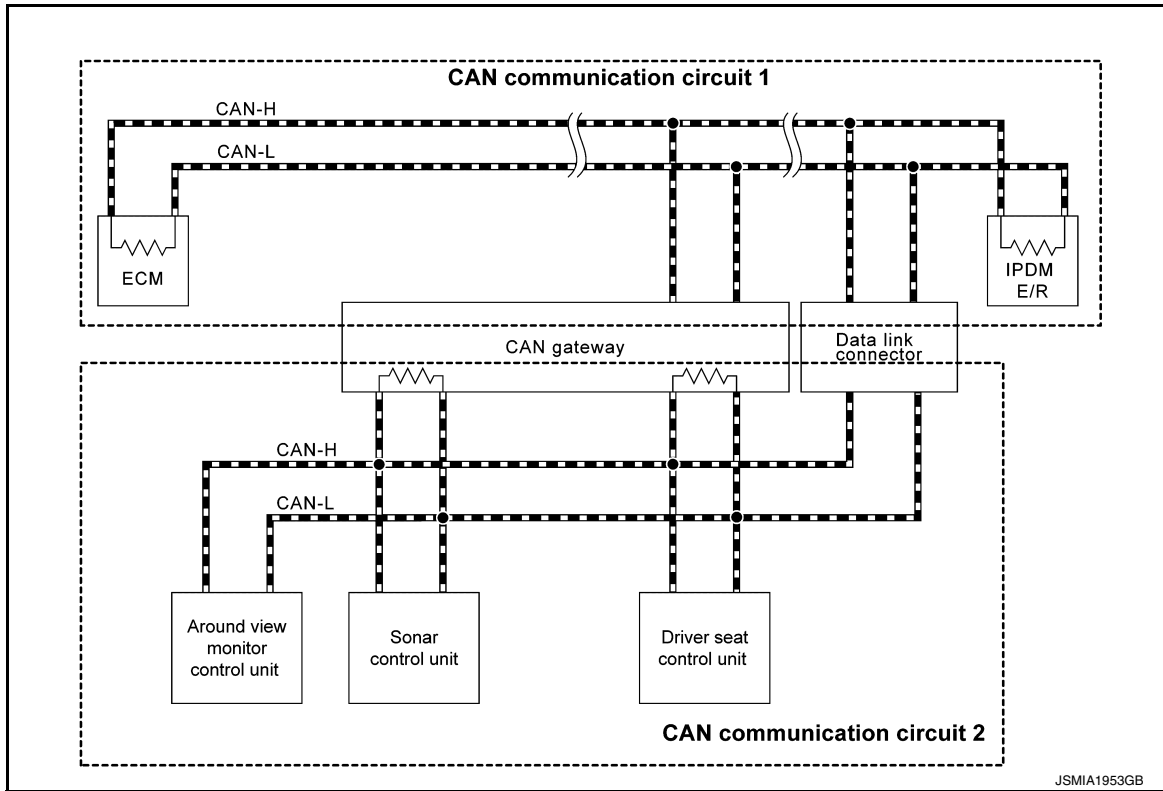 CAN communication circuit 1
CAN-H
CAN-L
ECM
IPDM
E/R
CAN gateway
Data link
connector
CAN-H
CAN-L
Around view
monitor
control unit
Sonar
control unit
Driver seat
control unit
CAN communication circuit 2
JSMIA1953GB